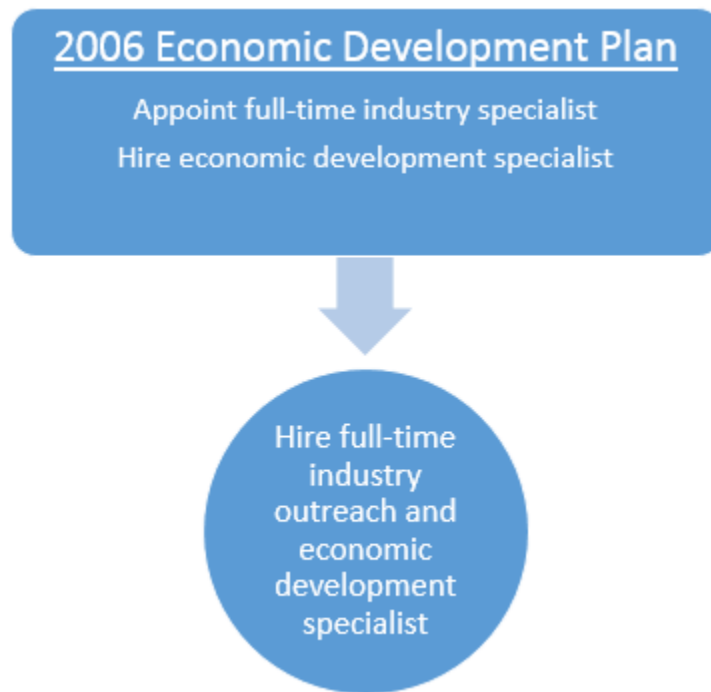 2006 Economic Development Plan
Appoint full-time industry specialist
Hire economic development specialist
Hire full-time
industry
outreach and
economic
development
specialist